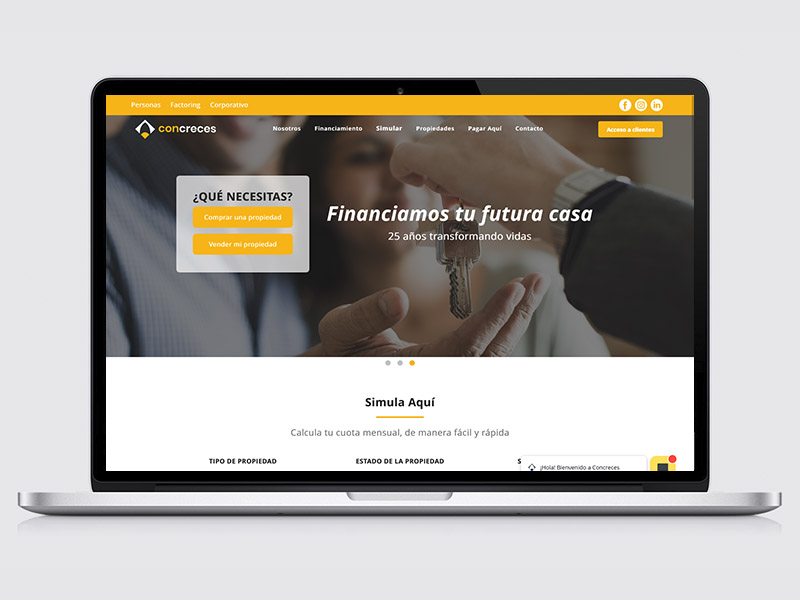 Personas Factoring Corporativo
concreces
Nosotros Financiamiento Simular Propiedades Pagar Aquí Contacto
Acceso a clientes
¿QUÉ NECESITAS?
Comprar una propiedad
Vender mi propiedad
Financiamos tu futura casa
25 años transformando vidas
Simula Aquí
Calcula tu cuota mensual, de manera fácil y rápida
TIPO DE PROPIEDAD ESTADO DE LA PROPIEDAD S
¡Hola! Bienvenido a Concreces